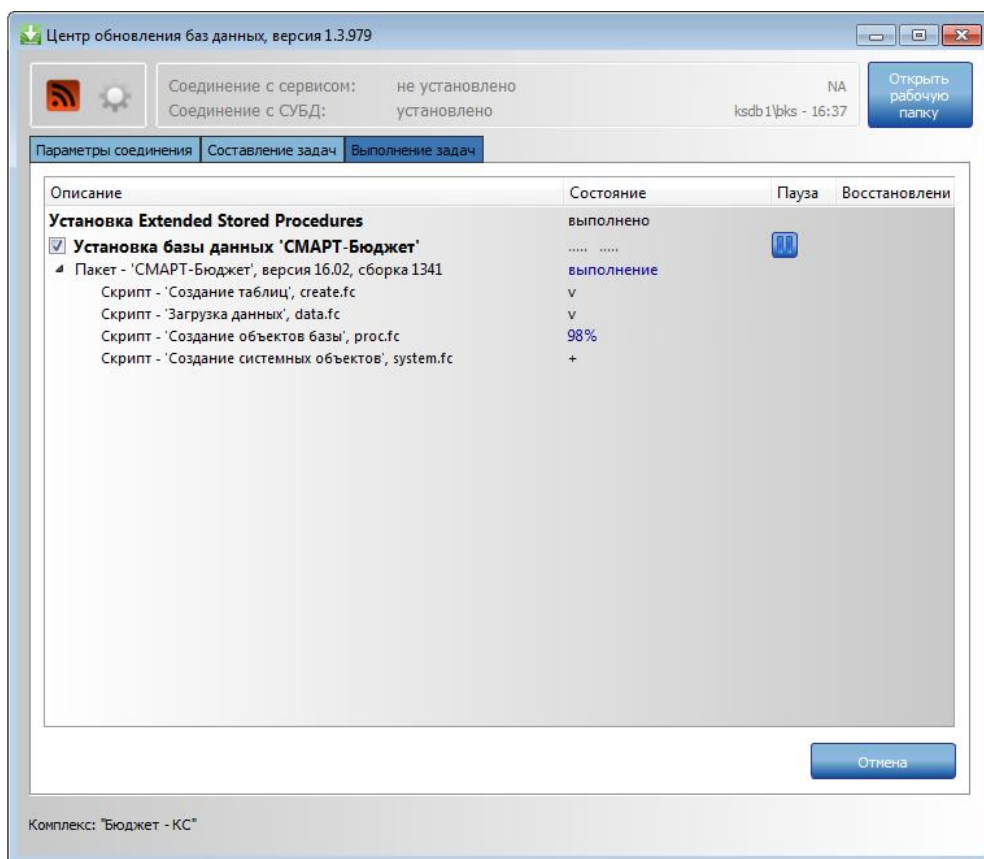 Центр обновления баз данных, версия 1.3.979
Соединение с сервисом: не установлено NA
Соединение с СУБД: установлено ksdb1\bks - 16:37
Открыть
рабочую
папку
Параметры соединения Составление задач Выполнение задач
Описание Состояние Пауза Восстановлени
Установка Extended Stored Procedures выполнено
Установка базы данных 'СМАРТ-Бюджет' ..... .....
Пакет - 'СМАРТ-Бюджет', версия 16.02, сборка 1341 выполнение
Скрипт - 'Создание таблиц', create.fc v
Скрипт - 'Загрузка данных', data.fc v
Скрипт - 'Создание объектов базы', proc.fc 98%
Скрипт - 'Создание системных объектов', system.fc +
Отмена
Комплекс: "Бюджет - КС"